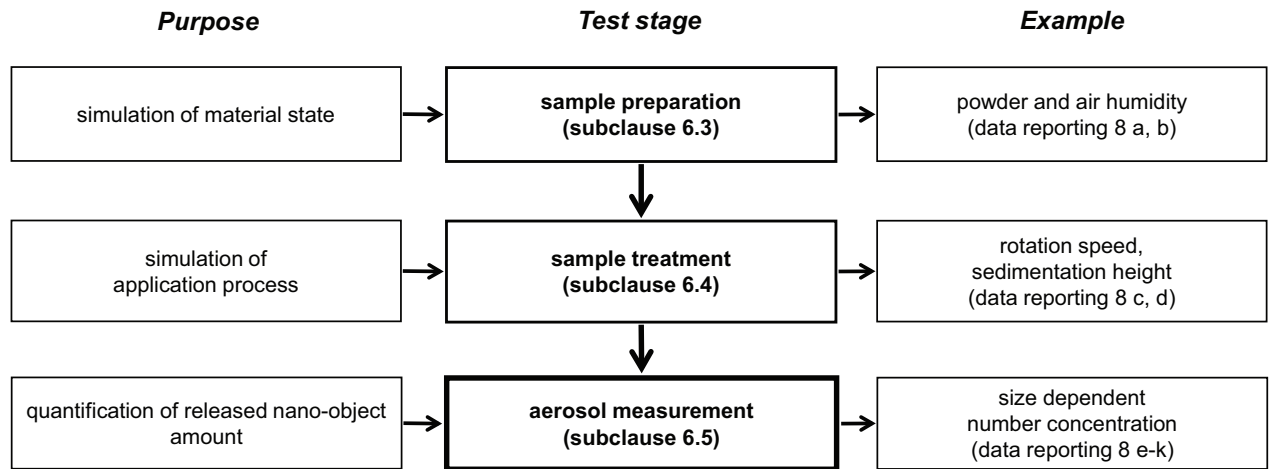 Purpose
Test stage
Example
simulation of material state
sample preparation
(subclause 6.3)
powder and air humidity
(data reporting 8 a, b)
simulation of
application process
sample treatment
(subclause 6.4)
rotation speed,
sedimentation height
(data reporting 8 c, d)
quantification of released nano-object
amount
aerosol measurement
(subclause 6.5)
size dependent
number concentration
(data reporting 8 e-k)